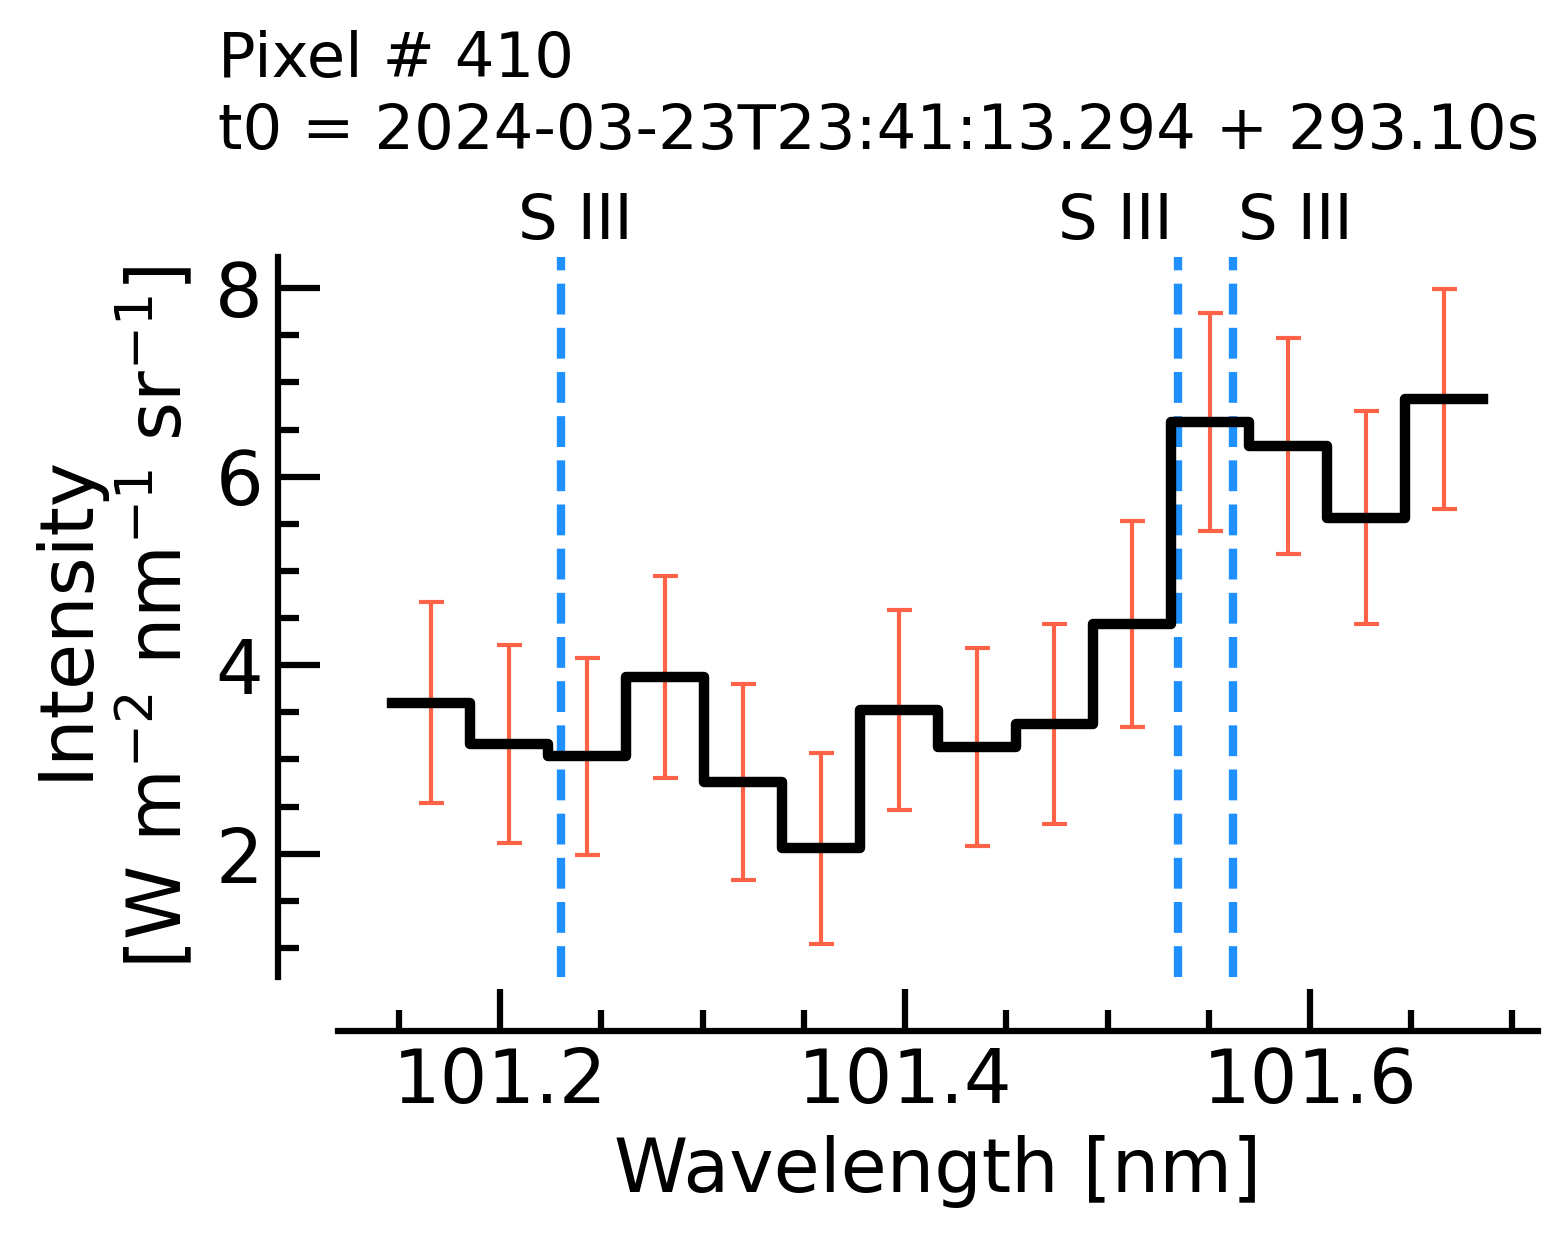 Pixel # 410
t0 = 2024-03-23T23:41:13.294 + 293.10s
S III S III S III
Intensity
[W m⁻² nm⁻¹ sr⁻¹]
8
6
4
2
101.2 101.4 101.6
Wavelength [nm]